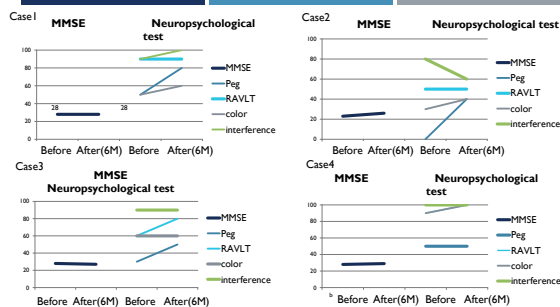 Case1
MMSE
Neuropsychological
test
100
80
60
40
20
0
28
28
Before After(6M) Before After(6M)
MMSE
Peg
RAVLT
color
interference
Case2
MMSE
Neuropsychological test
100
80
60
40
20
0
Before After(6M) Before After(6M)
MMSE
Peg
RAVLT
color
interference
Case3
MMSE
Neuropsychological test
100
80
60
40
20
0
Before After(6M) Before After(6M)
MMSE
Peg
RAVLT
color
interference
Case4
MMSE
Neuropsychological
test
100
80
60
40
20
0
b
Before After(6M) Before After(6M)
MMSE
Peg
RAVLT
color
interference